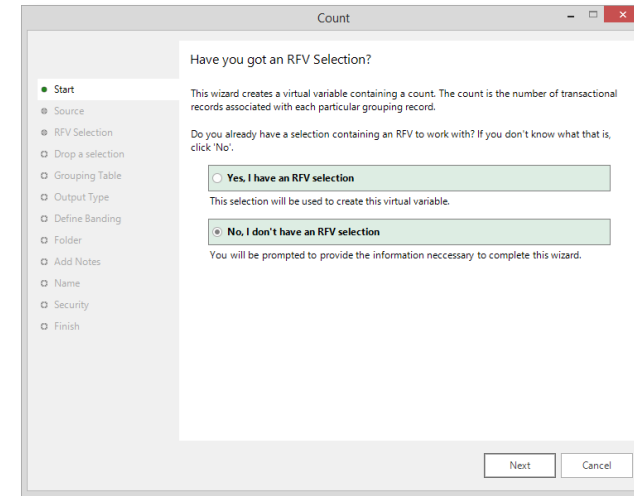 Count
Have you got an RFV Selection?
Start
Source
RFV Selection
Drop a selection
Grouping Table
Output Type
Define Banding
Folder
Add Notes
Name
Security
Finish
This wizard creates a virtual variable containing a count. The count is the number of transactional
records associated with each particular grouping record.
Do you already have a selection containing an RFV to work with? If you don't know what that is,
click 'No'.
Yes, I have an RFV selection
This selection will be used to create this virtual variable.
No, I don't have an RFV selection
You will be prompted to provide the information neccessary to complete this wizard.
Next
Cancel